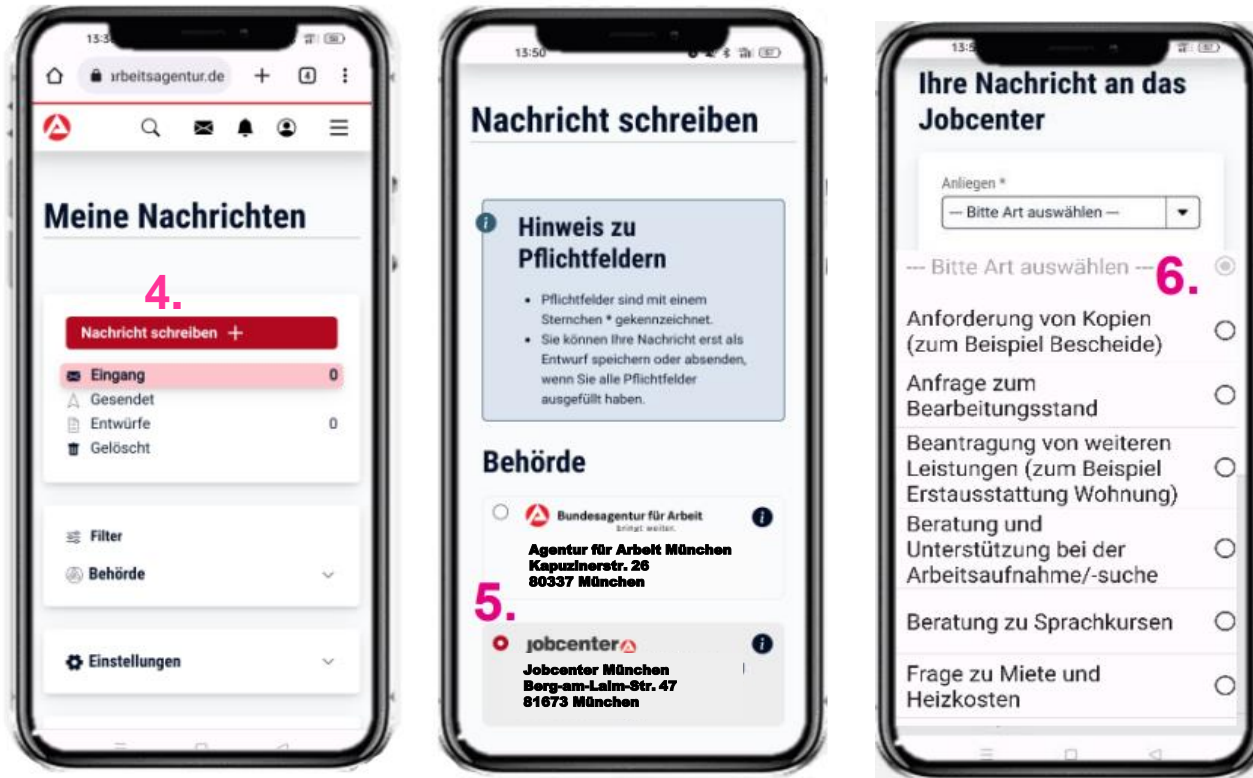 13:3
arbeitsagentur.de
4
Meine Nachrichten
4.
Nachricht schreiben +
Eingang 0
Gesendet
Entwürfe 0
Gelöscht
Filter
Behörde
Einstellungen
13:50
Nachricht schreiben
Hinweis zu
Pflichtfeldern
• Pflichtfelder sind mit einem
Sternchen * gekennzeichnet.
• Sie können Ihre Nachricht erst als
Entwurf speichern oder absenden,
wenn Sie alle Pflichtfelder
ausgefüllt haben.
Behörde
Bundesagentur für Arbeit
bringt weiter.
Agentur für Arbeit München
Kapuzinerstr. 26
80337 München
5.
jobcenter
Jobcenter München
Berg-am-Laim-Str. 47
81673 München
13:5
Ihre Nachricht an das
Jobcenter
Anliegen *
--- Bitte Art auswählen ---
--- Bitte Art auswählen ---
6.
Anforderung von Kopien
(zum Beispiel Bescheide)
Anfrage zum
Bearbeitungsstand
Beantragung von weiteren
Leistungen (zum Beispiel
Erstausstattung Wohnung)
Beratung und
Unterstützung bei der
Arbeitsaufnahme/-suche
Beratung zu Sprachkursen
Frage zu Miete und
Heizkosten